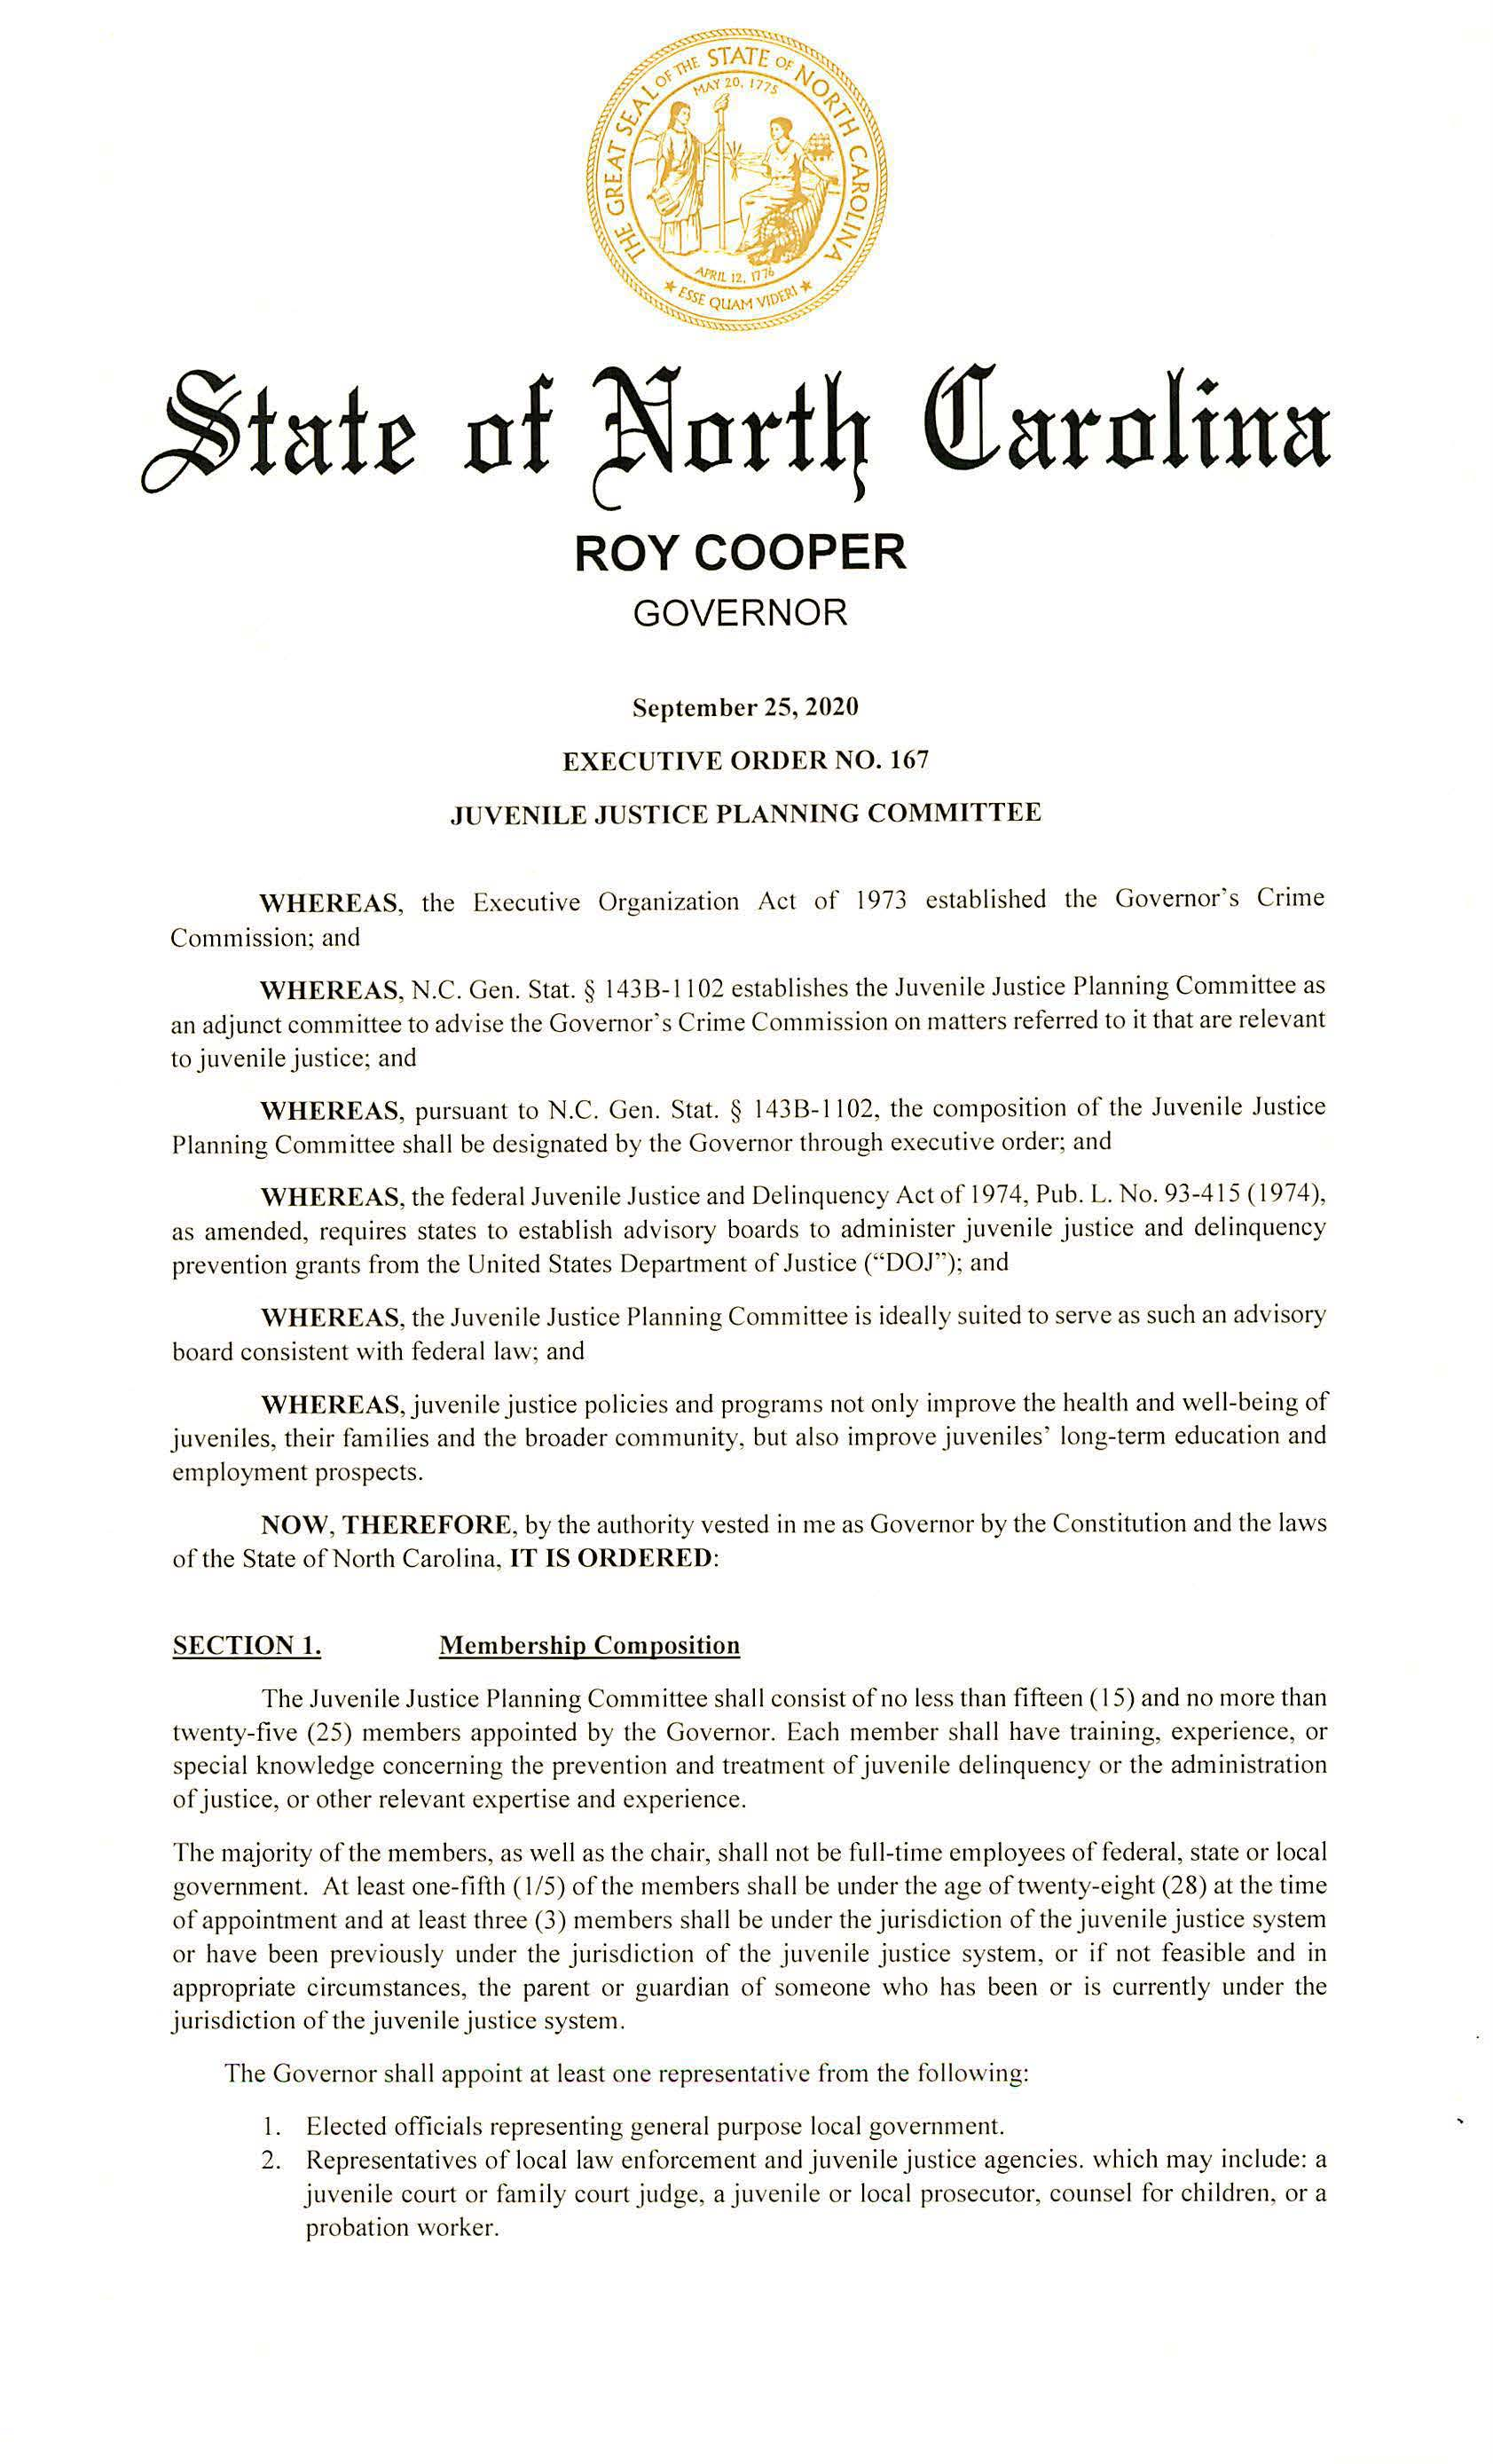 THE GREAT SEAL OF THE STATE OF NORTH CAROLINA
MAY 20, 1775
APRIL 12, 1776
★ ESSE QUAM VIDERI ★
State of North Carolina
ROY COOPER
GOVERNOR
September 25, 2020
EXECUTIVE ORDER NO. 167
JUVENILE JUSTICE PLANNING COMMITTEE
WHEREAS, the Executive Organization Act of 1973 established the Governor's Crime
Commission; and
WHEREAS, N.C. Gen. Stat. § 143B-1102 establishes the Juvenile Justice Planning Committee as
an adjunct committee to advise the Governor's Crime Commission on matters referred to it that are relevant
to juvenile justice; and
WHEREAS, pursuant to N.C. Gen. Stat. § 143B-1102, the composition of the Juvenile Justice
Planning Committee shall be designated by the Governor through executive order; and
WHEREAS, the federal Juvenile Justice and Delinquency Act of 1974, Pub. L. No. 93-415 (1974),
as amended, requires states to establish advisory boards to administer juvenile justice and delinquency
prevention grants from the United States Department of Justice (“DOJ”); and
WHEREAS, the Juvenile Justice Planning Committee is ideally suited to serve as such an advisory
board consistent with federal law; and
WHEREAS, juvenile justice policies and programs not only improve the health and well-being of
juveniles, their families and the broader community, but also improve juveniles' long-term education and
employment prospects.
NOW, THEREFORE, by the authority vested in me as Governor by the Constitution and the laws
of the State of North Carolina, IT IS ORDERED:
SECTION 1. Membership Composition
The Juvenile Justice Planning Committee shall consist of no less than fifteen (15) and no more than
twenty-five (25) members appointed by the Governor. Each member shall have training, experience, or
special knowledge concerning the prevention and treatment of juvenile delinquency or the administration
of justice, or other relevant expertise and experience.
The majority of the members, as well as the chair, shall not be full-time employees of federal, state or local
government. At least one-fifth (1/5) of the members shall be under the age of twenty-eight (28) at the time
of appointment and at least three (3) members shall be under the jurisdiction of the juvenile justice system
or have been previously under the jurisdiction of the juvenile justice system, or if not feasible and in
appropriate circumstances, the parent or guardian of someone who has been or is currently under the
jurisdiction of the juvenile justice system.
The Governor shall appoint at least one representative from the following:
1. Elected officials representing general purpose local government.
2. Representatives of local law enforcement and juvenile justice agencies. which may include: a
juvenile court or family court judge, a juvenile or local prosecutor, counsel for children, or a
probation worker.